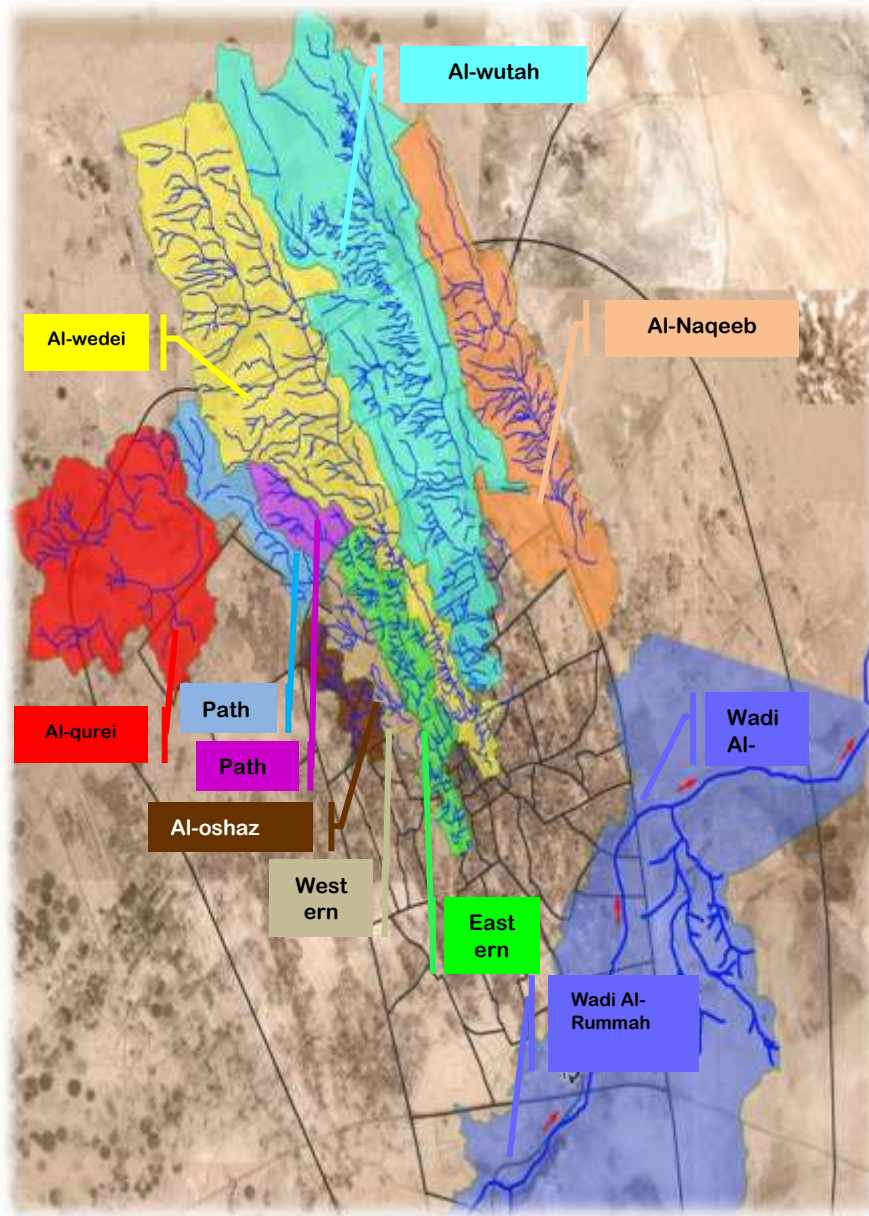 Al-wutah
Al-Naqeeb
Al-wedei
Path
Path
Al-qurei
Al-oshaz
West
ern
East
ern
Wadi
Al-
Wadi Al-
Rummah